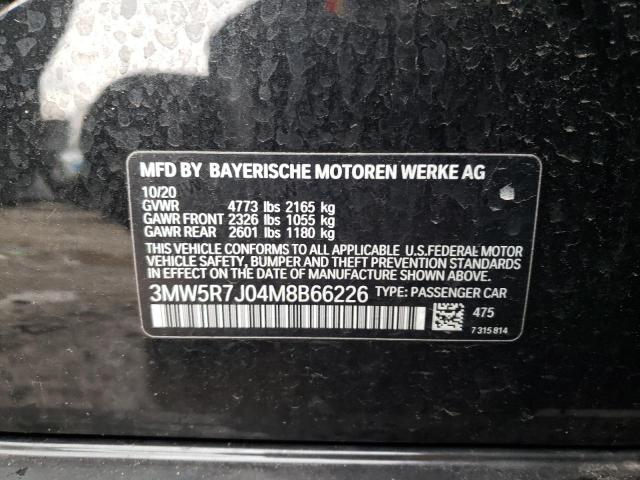 MFD BY BAYERISCHE MOTOREN WERKE AG
10/20
GVWR 4773 lbs 2165 kg
GAWR FRONT 2326 lbs 1055 kg
GAWR REAR 2601 lbs 1180 kg
THIS VEHICLE CONFORMS TO ALL APPLICABLE U.S. FEDERAL MOTOR
VEHICLE SAFETY, BUMPER AND THEFT PREVENTION STANDARDS
IN EFFECT ON THE DATE OF MANUFACTURE SHOWN ABOVE.
3MW5R7J04M8B66226 TYPE: PASSENGER CAR
475
7 315 814